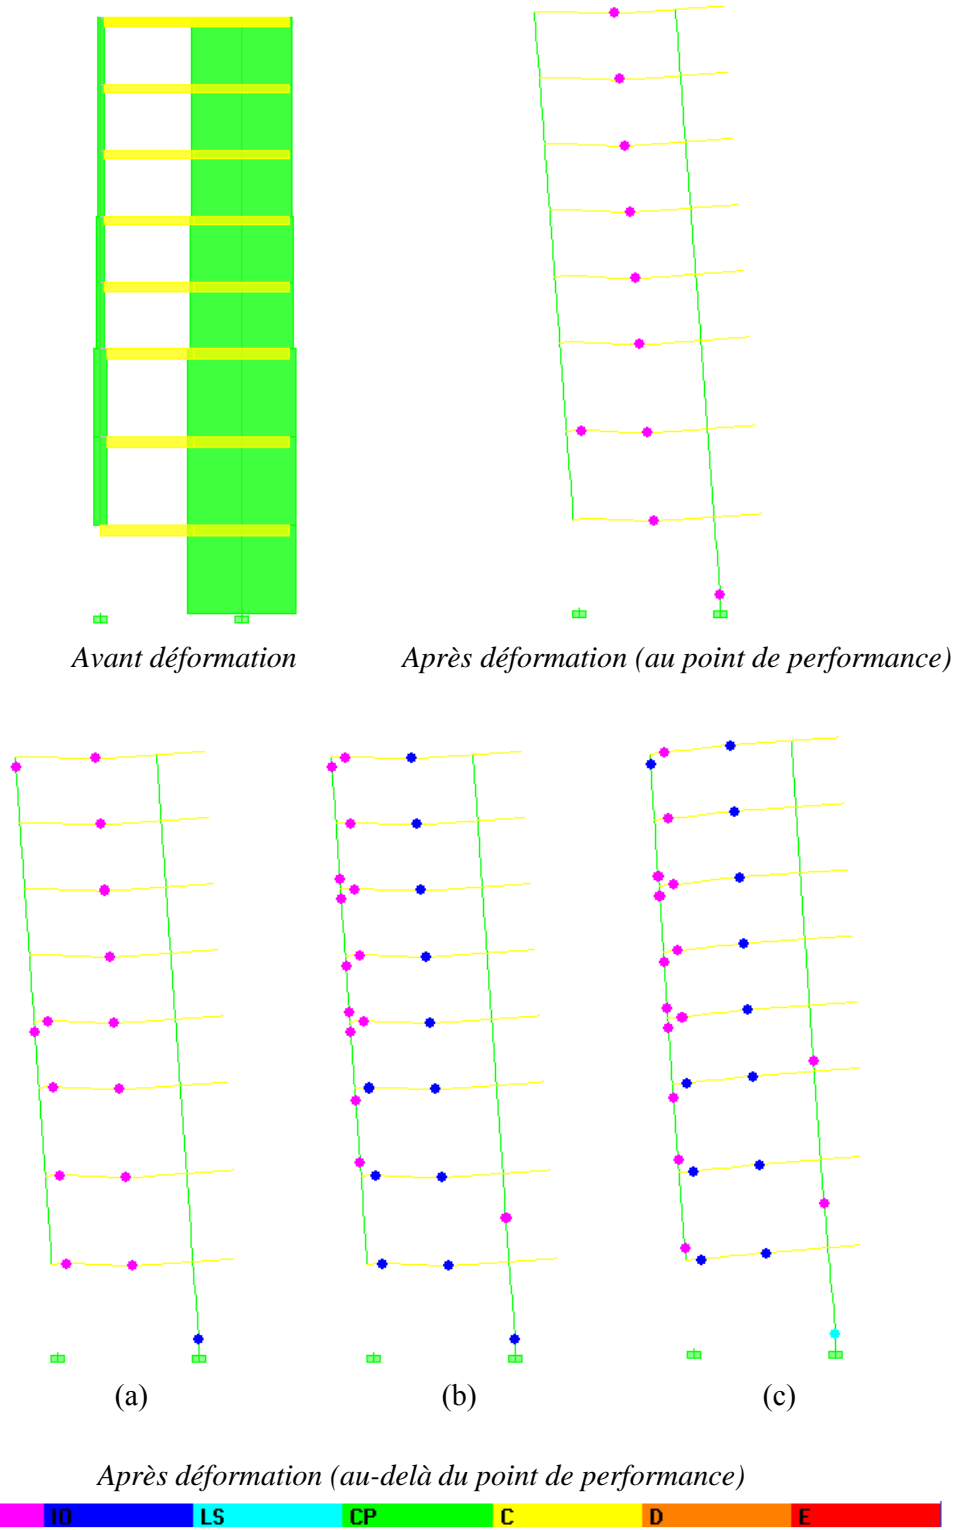 Avant déformation
Après déformation (au point de performance)
(a)
(b)
(c)
Après déformation (au-delà du point de performance)
IO LS CP C D E